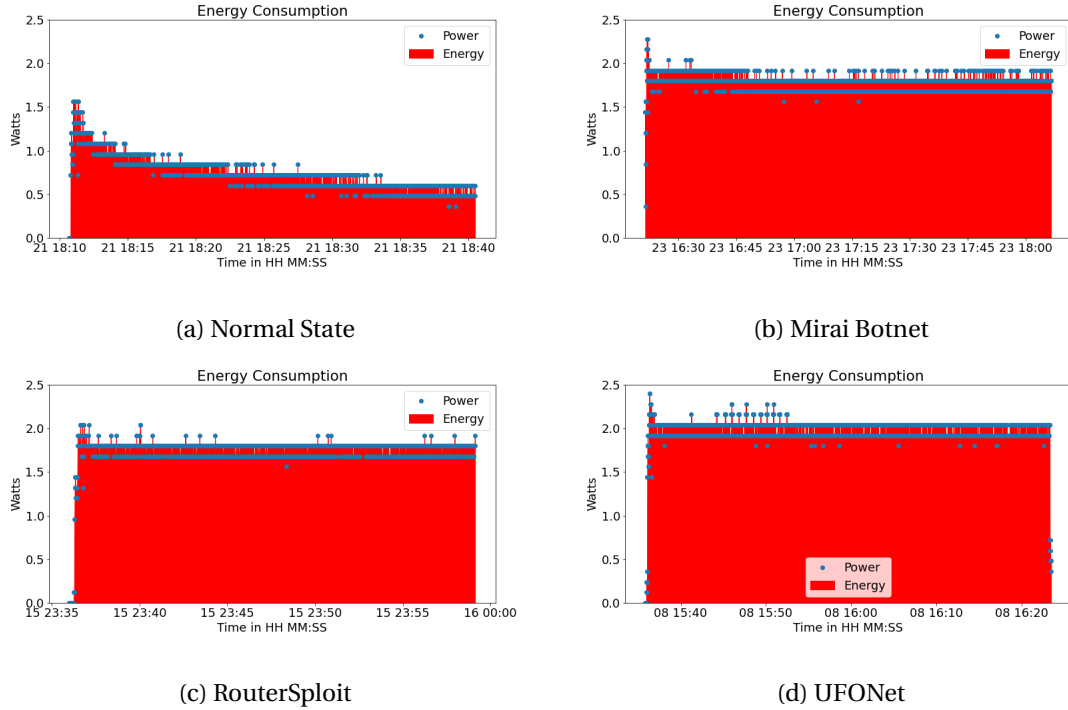 Energy Consumption
2.5
2.0
1.5
1.0
0.5
0.0
Watts
Power
Energy
21 18:10 21 18:15 21 18:20 21 18:25 21 18:30 21 18:35 21 18:40
Time in HH MM:SS
(a) Normal State
Energy Consumption
2.5
2.0
1.5
1.0
0.5
0.0
Watts
Power
Energy
23 16:30 23 16:45 23 17:00 23 17:15 23 17:30 23 17:45 23 18:00
Time in HH MM:SS
(b) Mirai Botnet
Energy Consumption
2.5
2.0
1.5
1.0
0.5
0.0
Watts
Power
Energy
15 23:35 15 23:40 15 23:45 15 23:50 15 23:55 16 00:00
Time in HH MM:SS
(c) RouterSploit
Energy Consumption
2.5
2.0
1.5
1.0
0.5
0.0
Watts
Power
Energy
08 15:40 08 15:50 08 16:00 08 16:10 08 16:20
Time in HH MM:SS
(d) UFONet